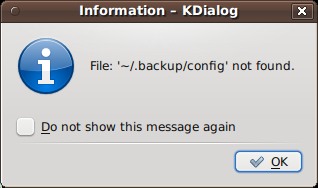 Information – KDialog
File: '~/.backup/config' not found.
Do not show this message again
OK